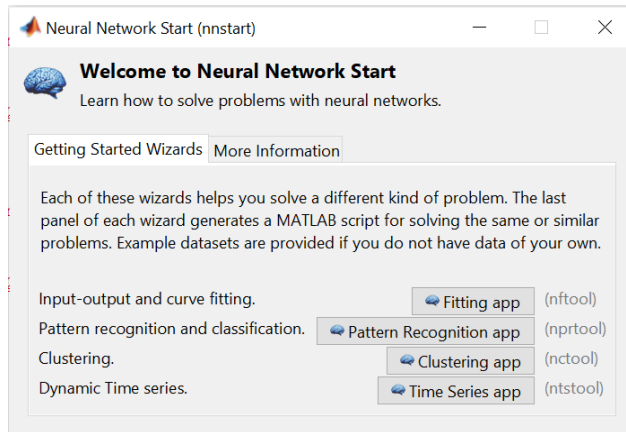 Neural Network Start (nnstart)
Welcome to Neural Network Start
Learn how to solve problems with neural networks.
Getting Started Wizards More Information
Each of these wizards helps you solve a different kind of problem. The last
panel of each wizard generates a MATLAB script for solving the same or similar
problems. Example datasets are provided if you do not have data of your own.
Input-output and curve fitting. Fitting app (nftool)
Pattern recognition and classification. Pattern Recognition app (nprtool)
Clustering. Clustering app (nctool)
Dynamic Time series. Time Series app (ntstool)